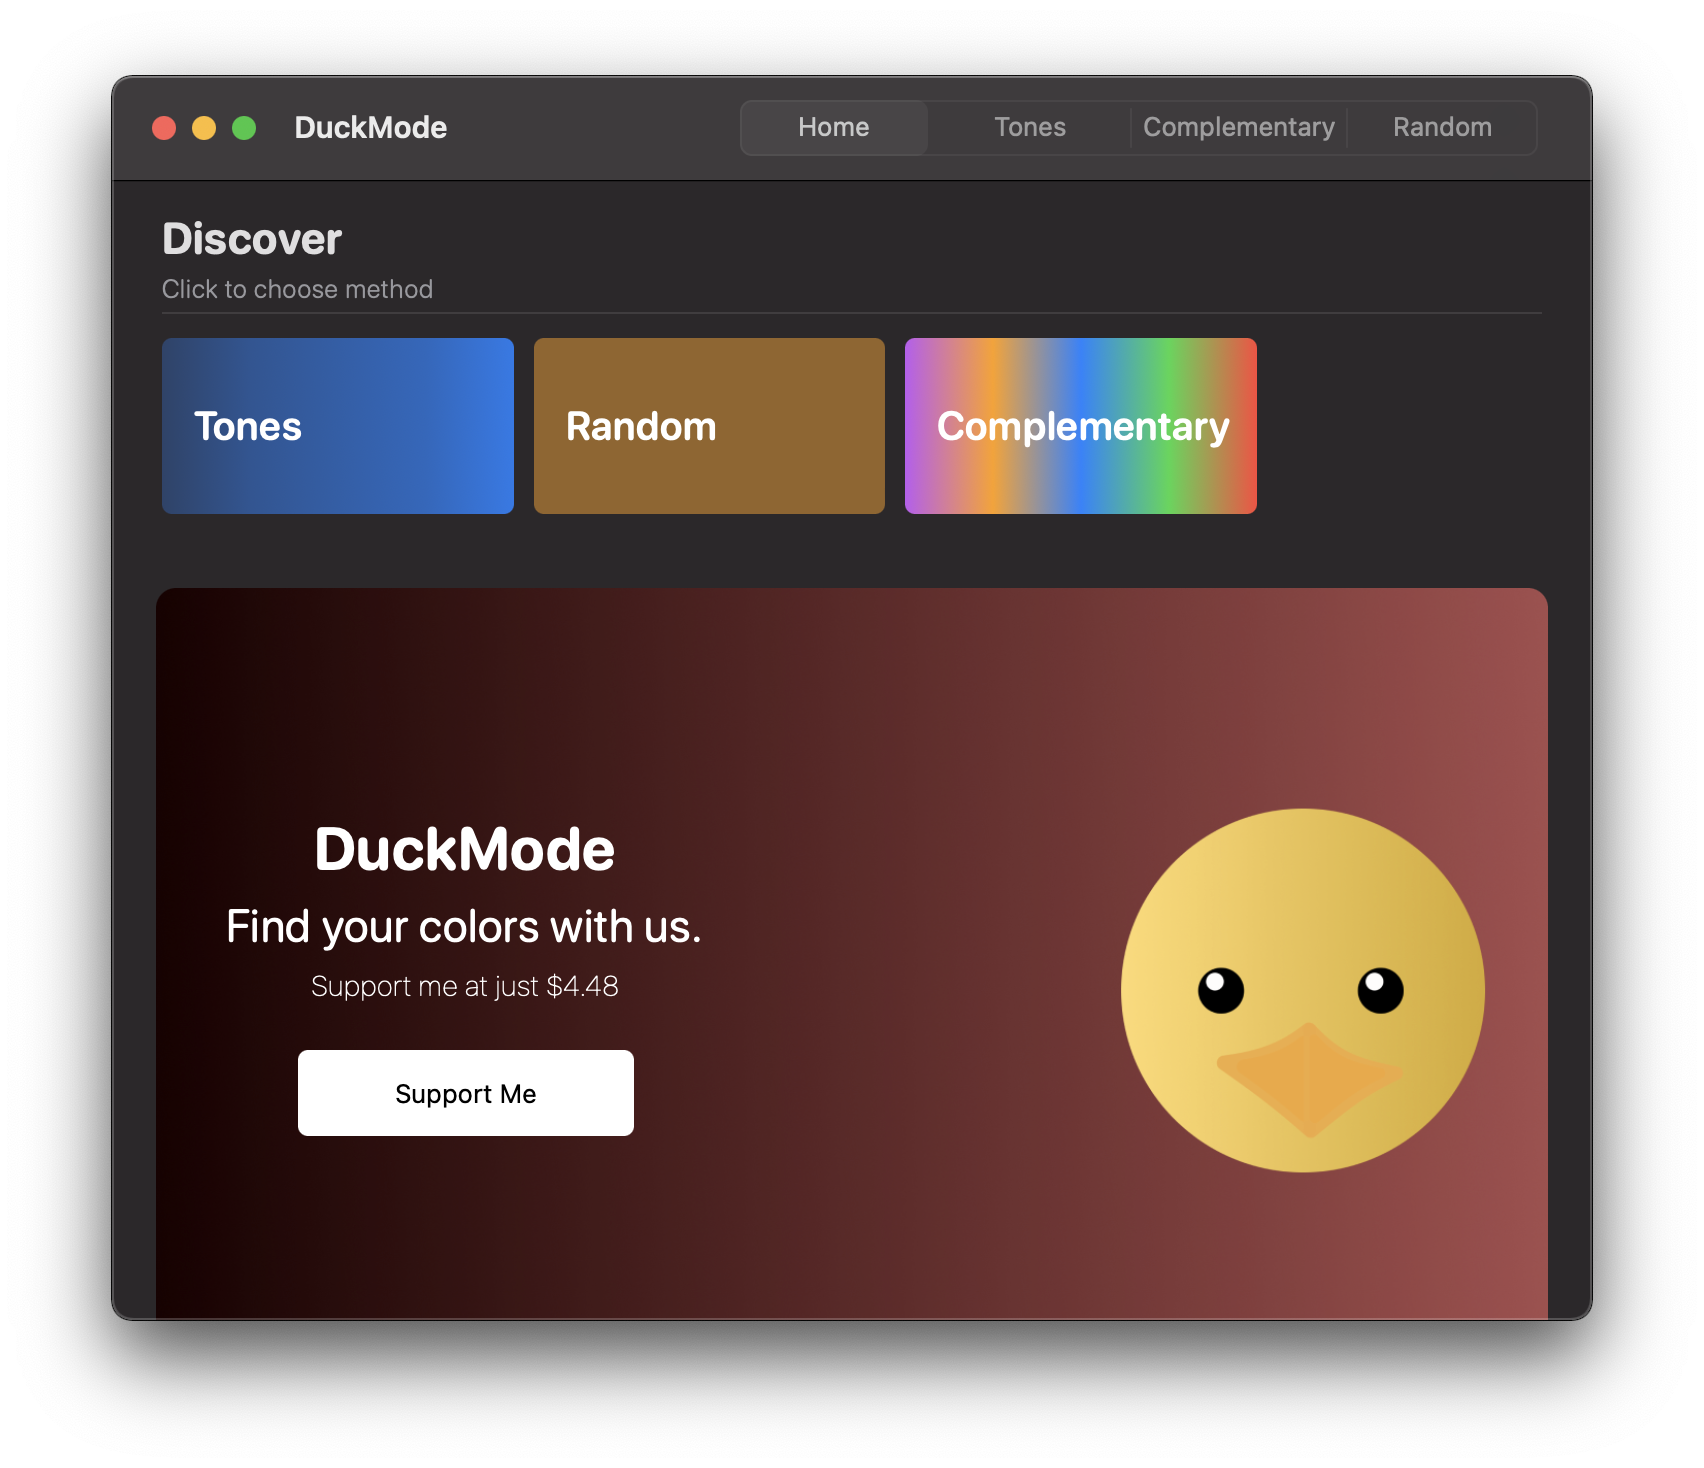 DuckMode
Home Tones Complementary Random
Discover
Click to choose method
Tones
Random
Complementary
DuckMode
Find your colors with us.
Support me at just $4.48
Support Me